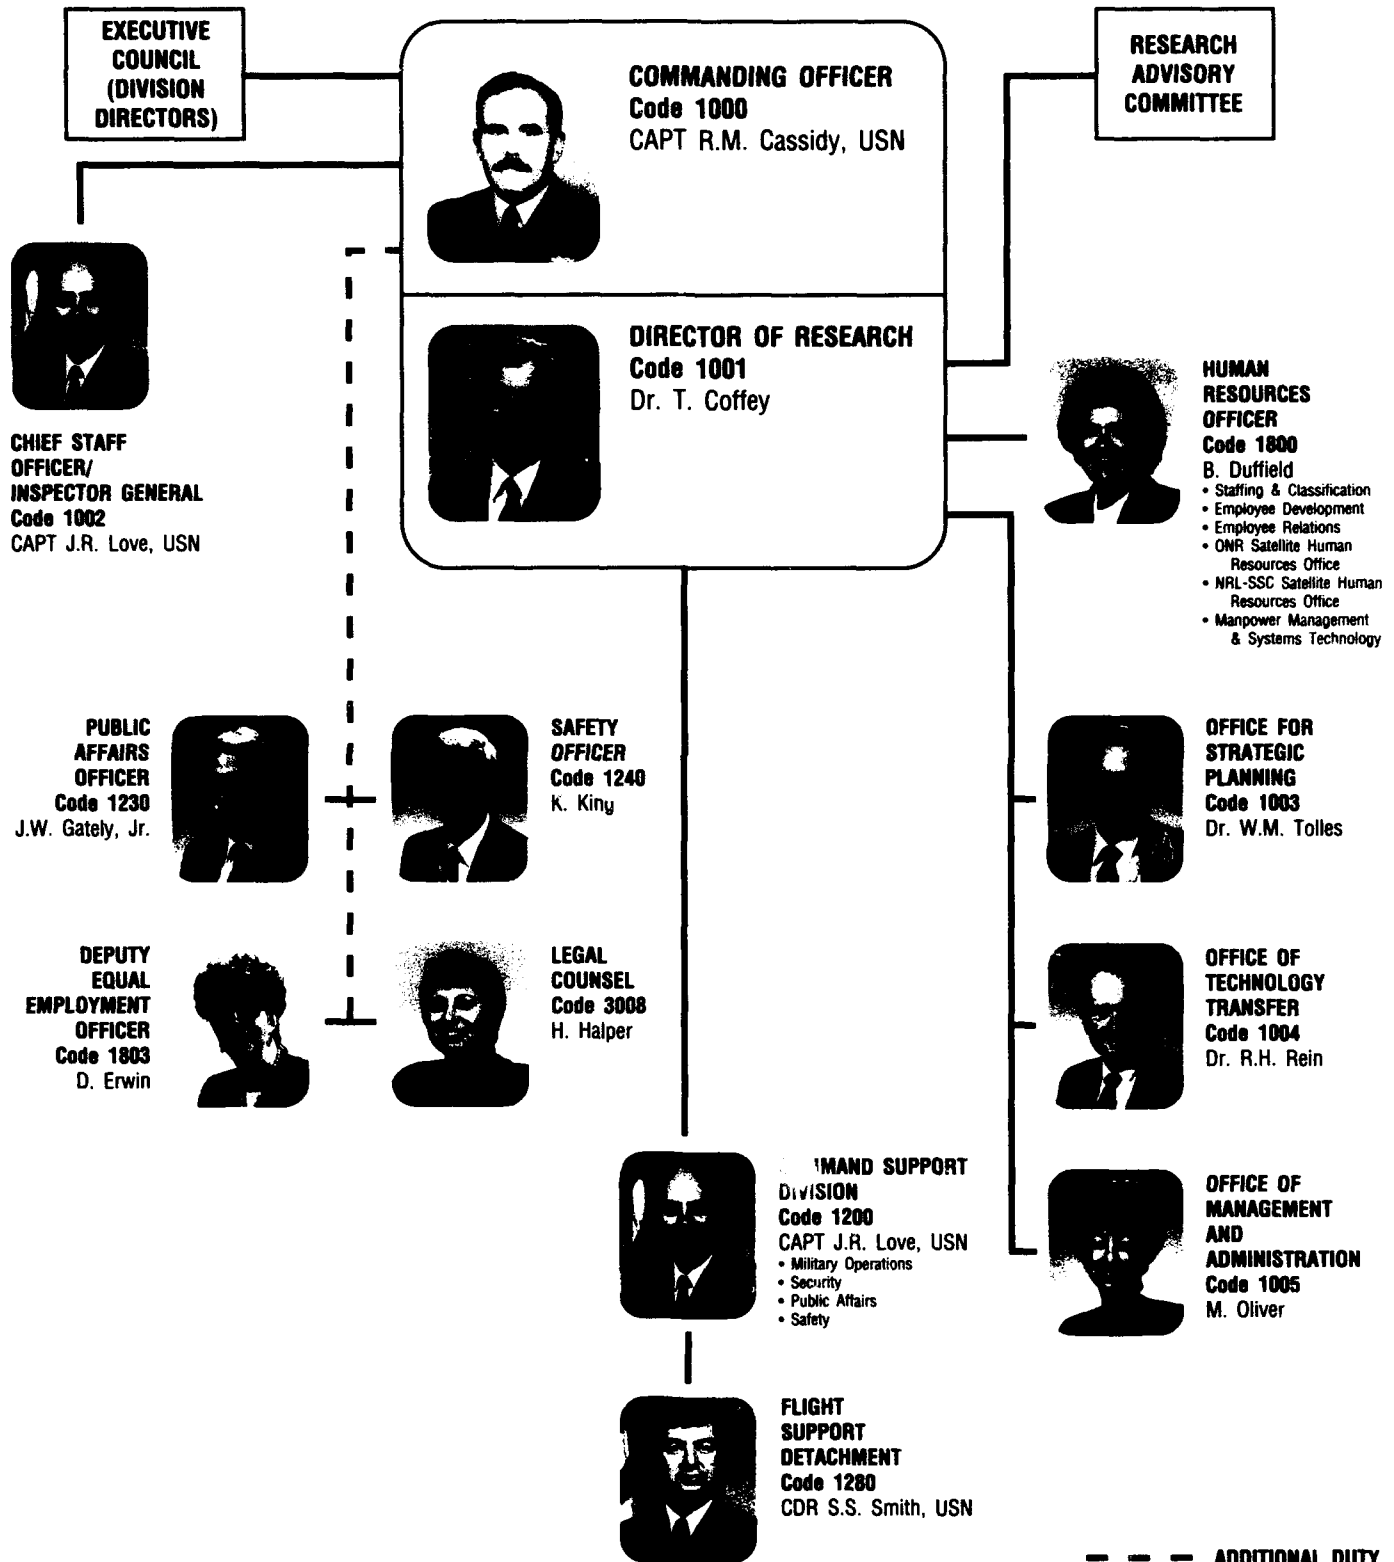 EXECUTIVE
COUNCIL
(DIVISION
DIRECTORS)
COMMANDING OFFICER
Code 1000
CAPT R.M. Cassidy, USN
RESEARCH
ADVISORY
COMMITTEE
DIRECTOR OF RESEARCH
Code 1001
Dr. T. Coffey
CHIEF STAFF
OFFICER/
INSPECTOR GENERAL
Code 1002
CAPT J.R. Love, USN
HUMAN
RESOURCES
OFFICER
Code 1800
B. Duffield
• Staffing & Classification
• Employee Development
• Employee Relations
• ONR Satellite Human
Resources Office
• NRL-SSC Satellite Human
Resources Office
• Manpower Management
& Systems Technology
PUBLIC
AFFAIRS
OFFICER
Code 1230
J.W. Gately, Jr.
SAFETY
OFFICER
Code 1240
K. King
OFFICE FOR
STRATEGIC
PLANNING
Code 1003
Dr. W.M. Tolles
DEPUTY
EQUAL
EMPLOYMENT
OFFICER
Code 1803
D. Erwin
LEGAL
COUNSEL
Code 3008
H. Halper
OFFICE OF
TECHNOLOGY
TRANSFER
Code 1004
Dr. R.H. Rein
SUPPORT
DIVISION
Code 1200
CAPT J.R. Love, USN
• Military Operations
• Security
• Public Affairs
• Safety
OFFICE OF
MANAGEMENT
AND
ADMINISTRATION
Code 1005
M. Oliver
FLIGHT
SUPPORT
DETACHMENT
Code 1280
CDR S.S. Smith, USN
ADDITIONAL DUTY